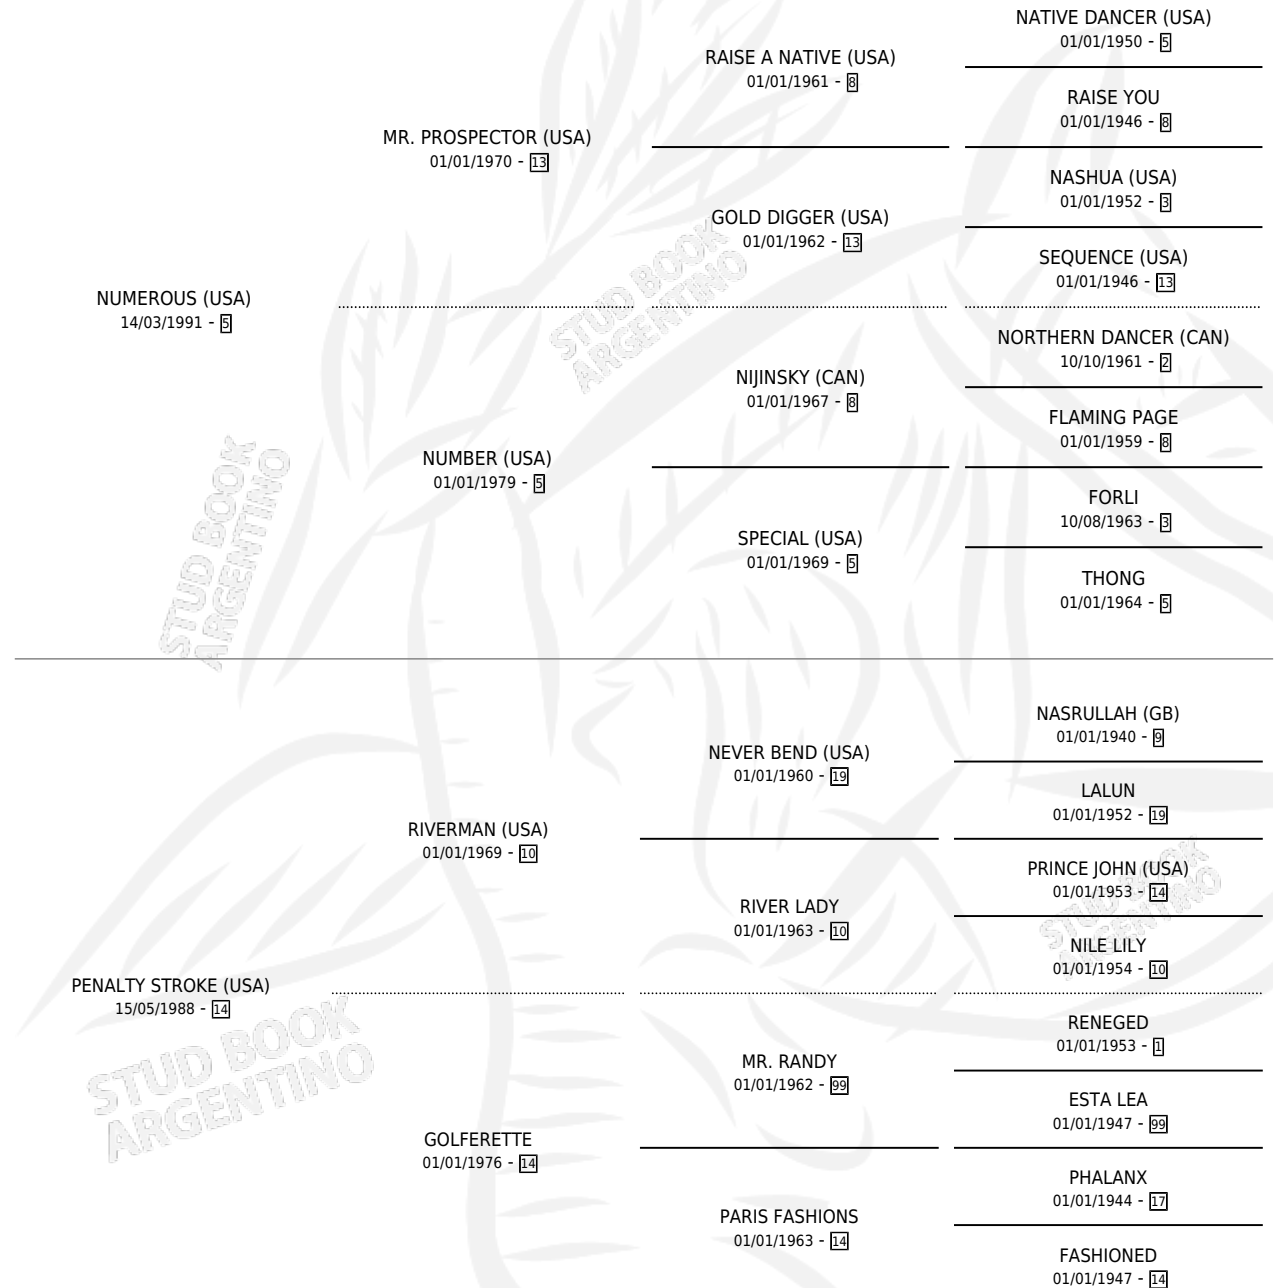 NATIVE DANCER (USA)
01/01/1950 - 5
RAISE A NATIVE (USA)
01/01/1961 - 8
RAISE YOU
01/01/1946 - 8
MR. PROSPECTOR (USA)
01/01/1970 - 13
NASHUA (USA)
01/01/1952 - 3
GOLD DIGGER (USA)
01/01/1962 - 13
SEQUENCE (USA)
01/01/1946 - 13
NUMEROUS (USA)
14/03/1991 - 5
NORTHERN DANCER (CAN)
10/10/1961 - 2
NIJINSKY (CAN)
01/01/1967 - 8
FLAMING PAGE
01/01/1959 - 8
NUMBER (USA)
01/01/1979 - 5
FORLI
10/08/1963 - 3
SPECIAL (USA)
01/01/1969 - 5
THONG
01/01/1964 - 5
STUD BOOK
ARGENTINO
STUD BOOK
ARGENTINO
NASRULLAH (GB)
01/01/1940 - 9
NEVER BEND (USA)
01/01/1960 - 19
LALUN
01/01/1952 - 19
RIVERMAN (USA)
01/01/1969 - 10
PRINCE JOHN (USA)
01/01/1953 - 14
RIVER LADY
01/01/1963 - 10
NILE LILY
01/01/1954 - 10
STUD BOOK
ARGENTINO
PENALTY STROKE (USA)
15/05/1988 - 14
RENEGED
01/01/1953 - 1
MR. RANDY
01/01/1962 - 99
ESTA LEA
01/01/1947 - 99
GOLFERETTE
01/01/1976 - 14
PHALANX
01/01/1944 - 17
PARIS FASHIONS
01/01/1963 - 14
FASHIONED
01/01/1947 - 14
STUD BOOK
ARGENTINO